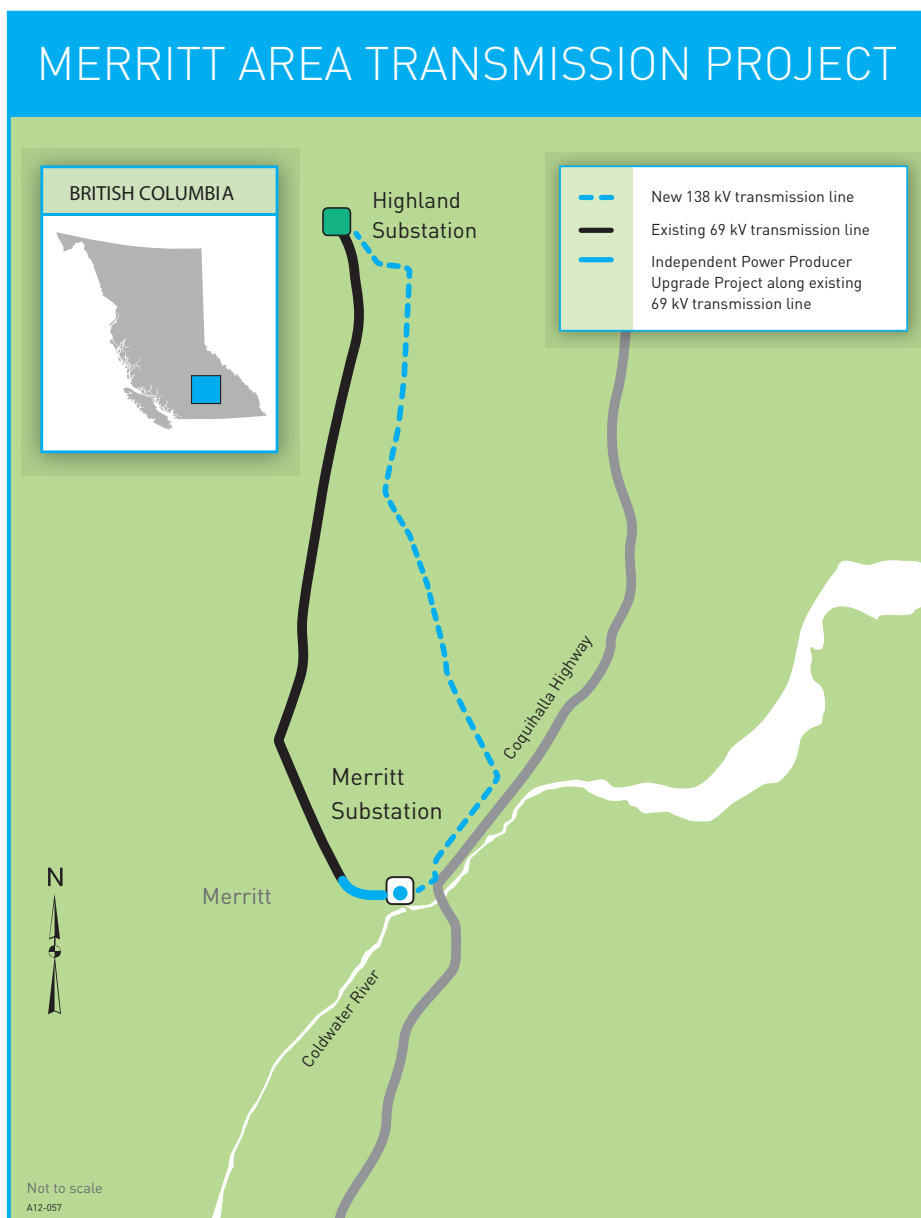 MERRITT AREA TRANSMISSION PROJECT
BRITISH COLUMBIA
New 138 kV transmission line
Existing 69 kV transmission line
Independent Power Producer
Upgrade Project along existing
69 kV transmission line
Highland
Substation
Coquihalla Highway
Merritt
Substation
Merritt
N
Coldwater River
Not to scale
A12-057